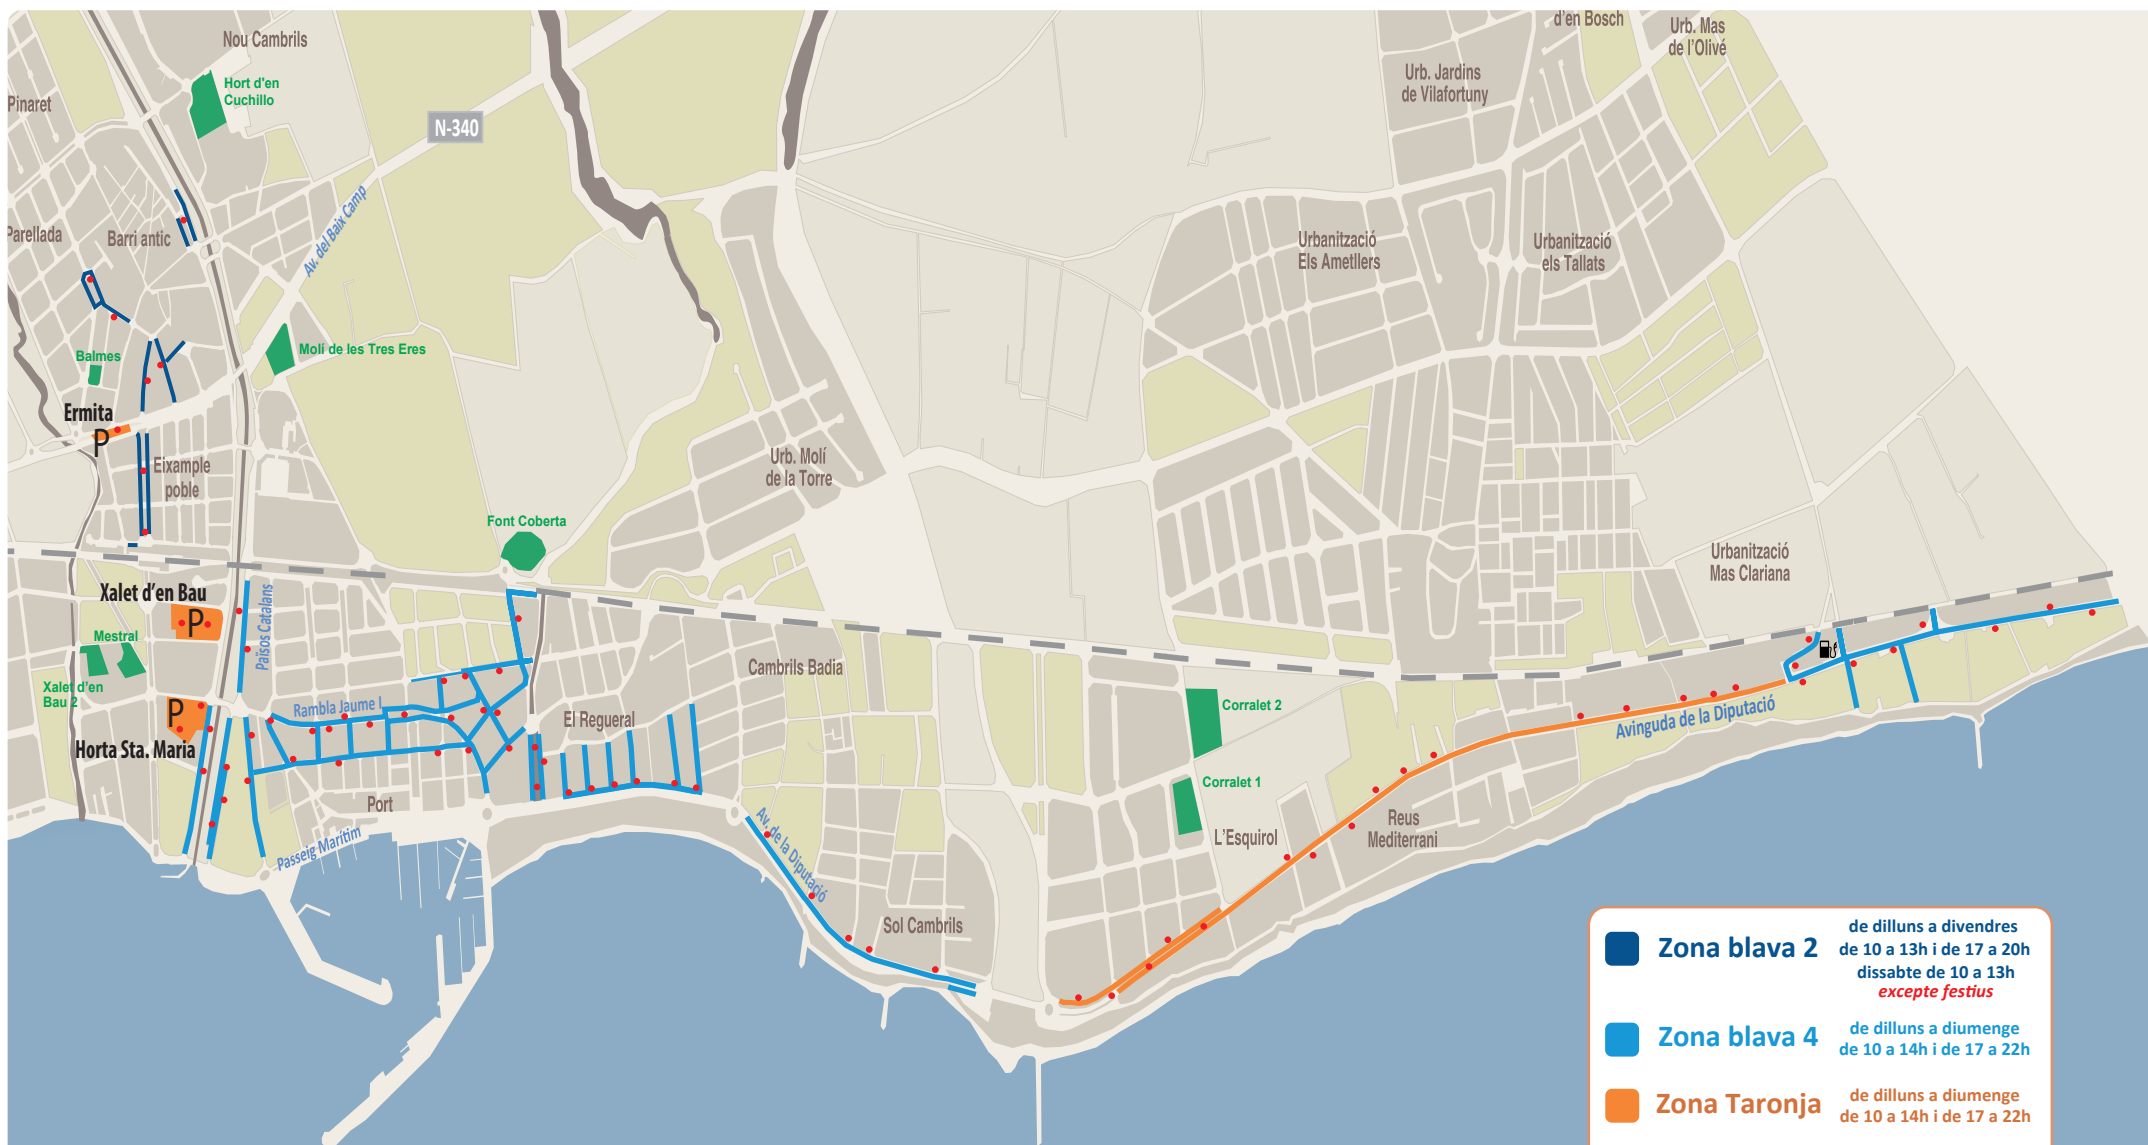 Nou Cambrils
Hort d'en
Cuchillo
Pinaret
N-340
d'en Bosch
Urb. Mas
de l'Olivé
Urb. Jardins
de Vilafortuny
Parellada
Barri antic
Av. del Baix Camp
Urbanització
Els Ametllers
Urbanització
els Tallats
Balmes
Molí de les Tres Eres
Ermita
P
Eixample
poble
Urb. Molí
de la Torre
Font Coberta
Urbanització
Mas Clariana
Xalet d'en Bau
P
Mestral
Xalet d'en
Bau 2
Països Catalans
Cambrils Badia
P
Rambla Jaume I
El Regueral
Corralet 2
Avinguda de la Diputació
Horta Sta. Maria
Corralet 1
Port
Passeig Marítim
Av. de la Diputació
L'Esquirol
Reus
Mediterrani
Sol Cambrils
Zona blava 2
de dilluns a divendres
de 10 a 13h i de 17 a 20h
dissabte de 10 a 13h
excepte festius
Zona blava 4
de dilluns a diumenge
de 10 a 14h i de 17 a 22h
Zona Taronja
de dilluns a diumenge
de 10 a 14h i de 17 a 22h